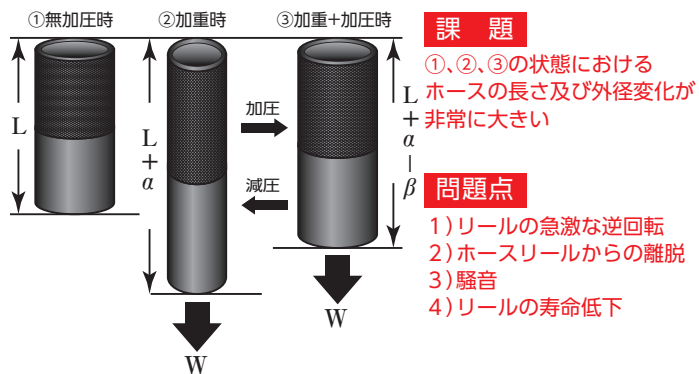 ①無加圧時
②加重時
③加重+加圧時
L
L+α
加圧
減圧
L+α-β
W
W
課 題
①、②、③の状態における
ホースの長さ及び外径変化が
非常に大きい
問題点
1)リールの急激な逆回転
2)ホースリールからの離脱
3)騒音
4)リールの寿命低下